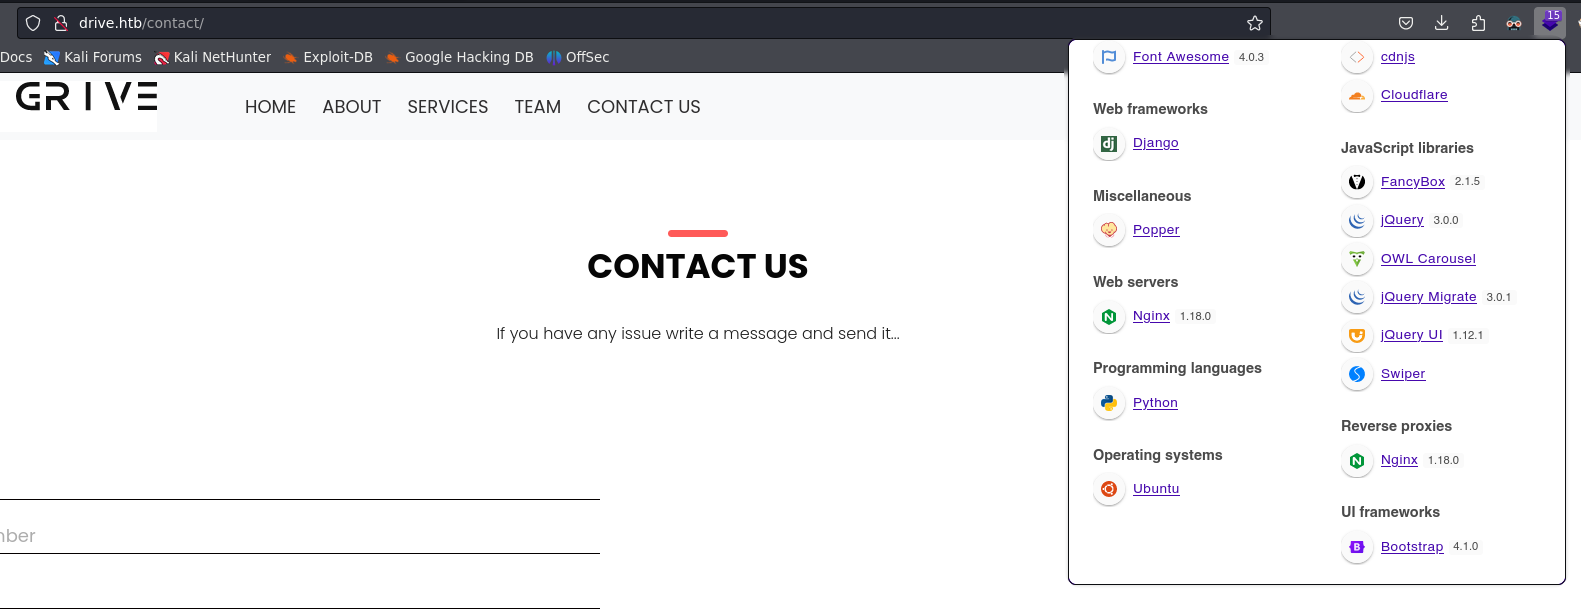 drive.htb/contact/
15
Docs Kali Forums Kali NetHunter Exploit-DB Google Hacking DB OffSec
GRIVE
HOME ABOUT SERVICES TEAM CONTACT US
CONTACT US
If you have any issue write a message and send it...
mber
Font Awesome 4.0.3
Web frameworks
dj Django
Miscellaneous
Popper
Web servers
N Nginx 1.18.0
Programming languages
Python
Operating systems
Ubuntu
cdnjs
Cloudflare
JavaScript libraries
FancyBox 2.1.5
jQuery 3.0.0
OWL Carousel
jQuery Migrate 3.0.1
jQuery UI 1.12.1
Swiper
Reverse proxies
N Nginx 1.18.0
UI frameworks
B Bootstrap 4.1.0